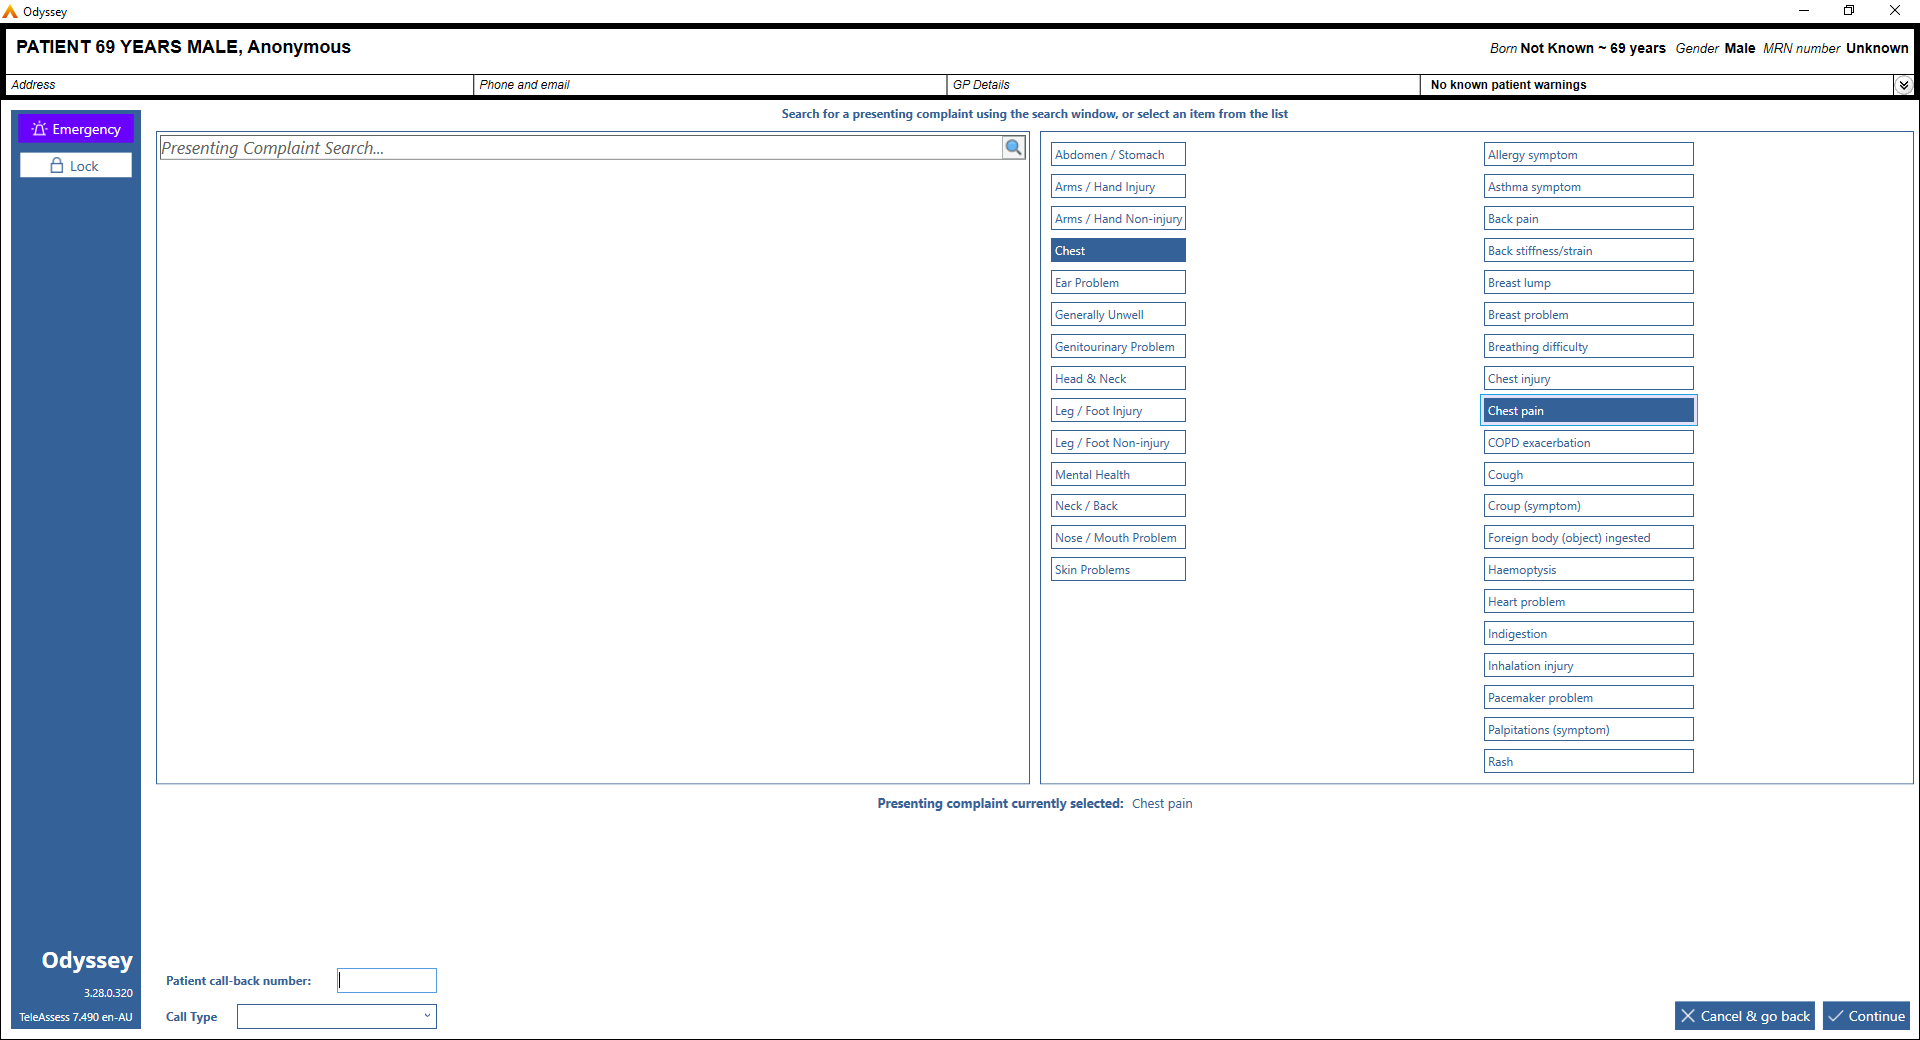 Odyssey
PATIENT 69 YEARS MALE, Anonymous
Born Not Known ~ 69 years Gender Male MRN number Unknown
Address
Phone and email
GP Details
No known patient warnings
Emergency
Lock
Search for a presenting complaint using the search window, or select an item from the list
Presenting Complaint Search...
Abdomen / Stomach
Arms / Hand Injury
Arms / Hand Non-injury
Chest
Ear Problem
Generally Unwell
Genitourinary Problem
Head & Neck
Leg / Foot Injury
Leg / Foot Non-injury
Mental Health
Neck / Back
Nose / Mouth Problem
Skin Problems
Allergy symptom
Asthma symptom
Back pain
Back stiffness/strain
Breast lump
Breast problem
Breathing difficulty
Chest injury
Chest pain
COPD exacerbation
Cough
Croup (symptom)
Foreign body (object) ingested
Haemoptysis
Heart problem
Indigestion
Inhalation injury
Pacemaker problem
Palpitations (symptom)
Rash
Presenting complaint currently selected: Chest pain
Odyssey
3.28.0.320
TeleAssess 7.490 en-AU
Patient call-back number:
Call Type
Cancel & go back
Continue